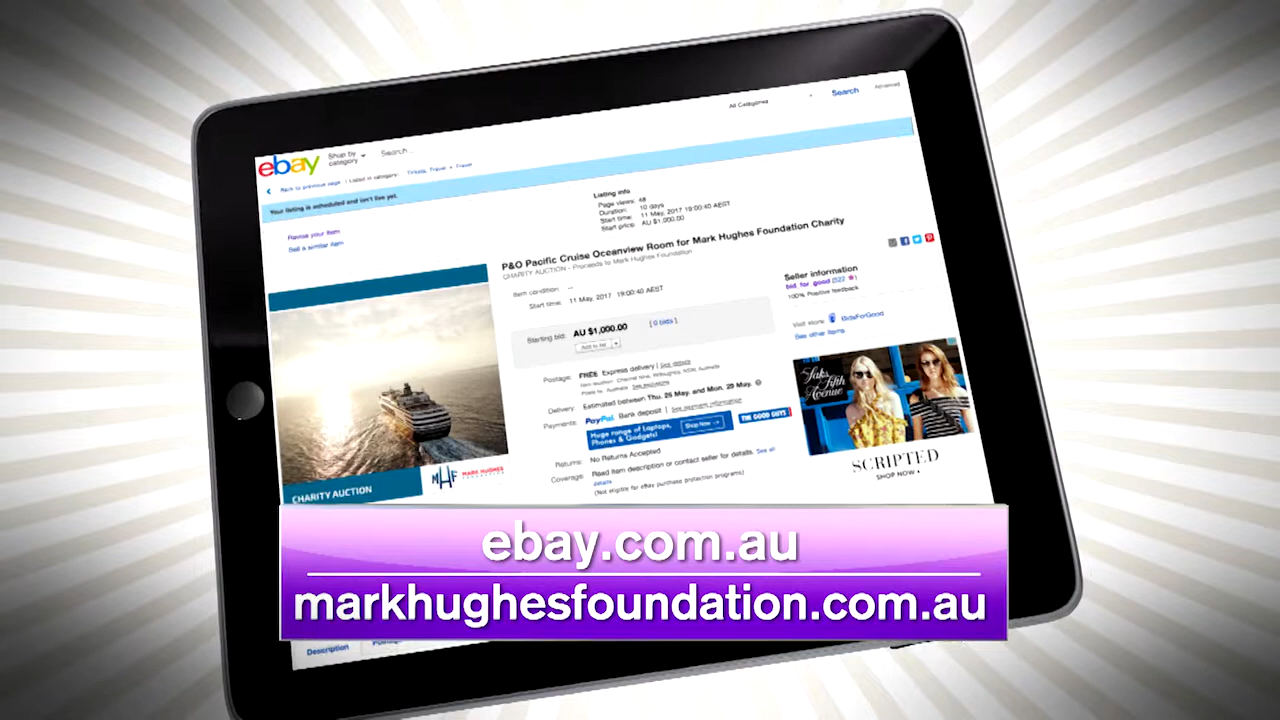 All Categories
Search
Advanced
ebay
Shop by category
Search...
Back to previous page | Listed in category: Tickets, Travel > Travel
Your listing is scheduled and isn't live yet.
Revise your item
Sell a similar item
Listing info
Page views: 48
Duration: 10 days
Start time: 11 May, 2017 19:00:40 AEST
Start price: AU $1,000.00
P&O Pacific Cruise Oceanview Room for Mark Hughes Foundation Charity
CHARITY AUCTION - Proceeds to Mark Hughes Foundation
Item condition: --
Start time: 11 May, 2017 19:00:40 AEST
Starting bid: AU $1,000.00 [ 0 bids ]
Add to list
Postage: FREE Express delivery | See details
See exclusions
Delivery: Estimated between Thu. 25 May. and Mon. 29 May.
Payments: PayPal Bank deposit | See payment information
Huge range of Laptops, Phones & Gadgets!
Shop Now
THE GOOD GUYS
Returns: No Returns Accepted
Coverage: Read item description or contact seller for details. See all details
(Not eligible for eBay purchase protection programs)
Seller information
bid_for_good (522)
100% Positive feedback
Visit More: BidsForGood
See other items
Saks Fifth Avenue
SCRIPTED
SHOP NOW
CHARITY AUCTION
MHF MARK HUGHES FOUNDATION
ebay.com.au
markhughesfoundation.com.au
Description